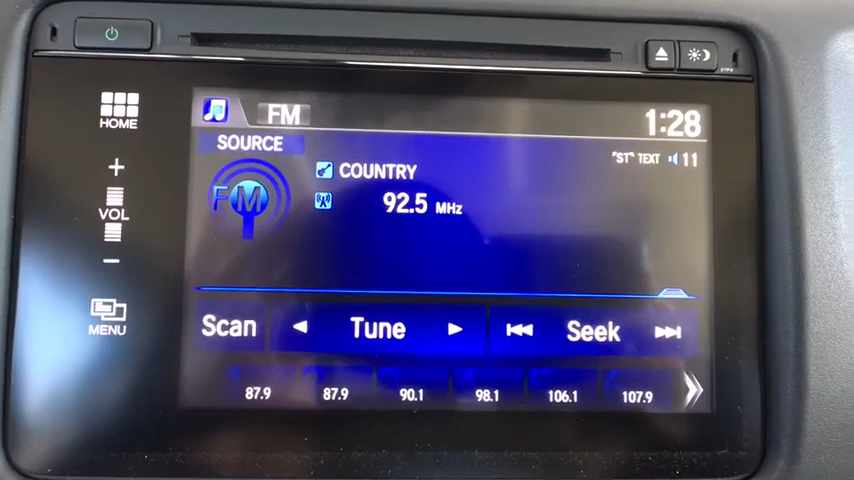 FM
1:28
HOME
SOURCE
"ST" TEXT 11
COUNTRY
FM
92.5 MHz
+
VOL
−
MENU
Scan
Tune
Seek
87.9
87.9
90.1
98.1
106.1
107.9